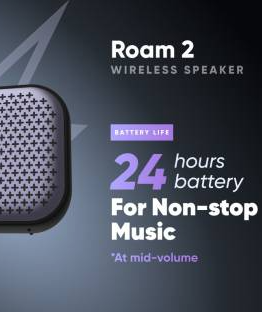 Roam 2
WIRELESS SPEAKER
BATTERY LIFE
24 hours
battery
For Non-stop
Music
*At mid-volume